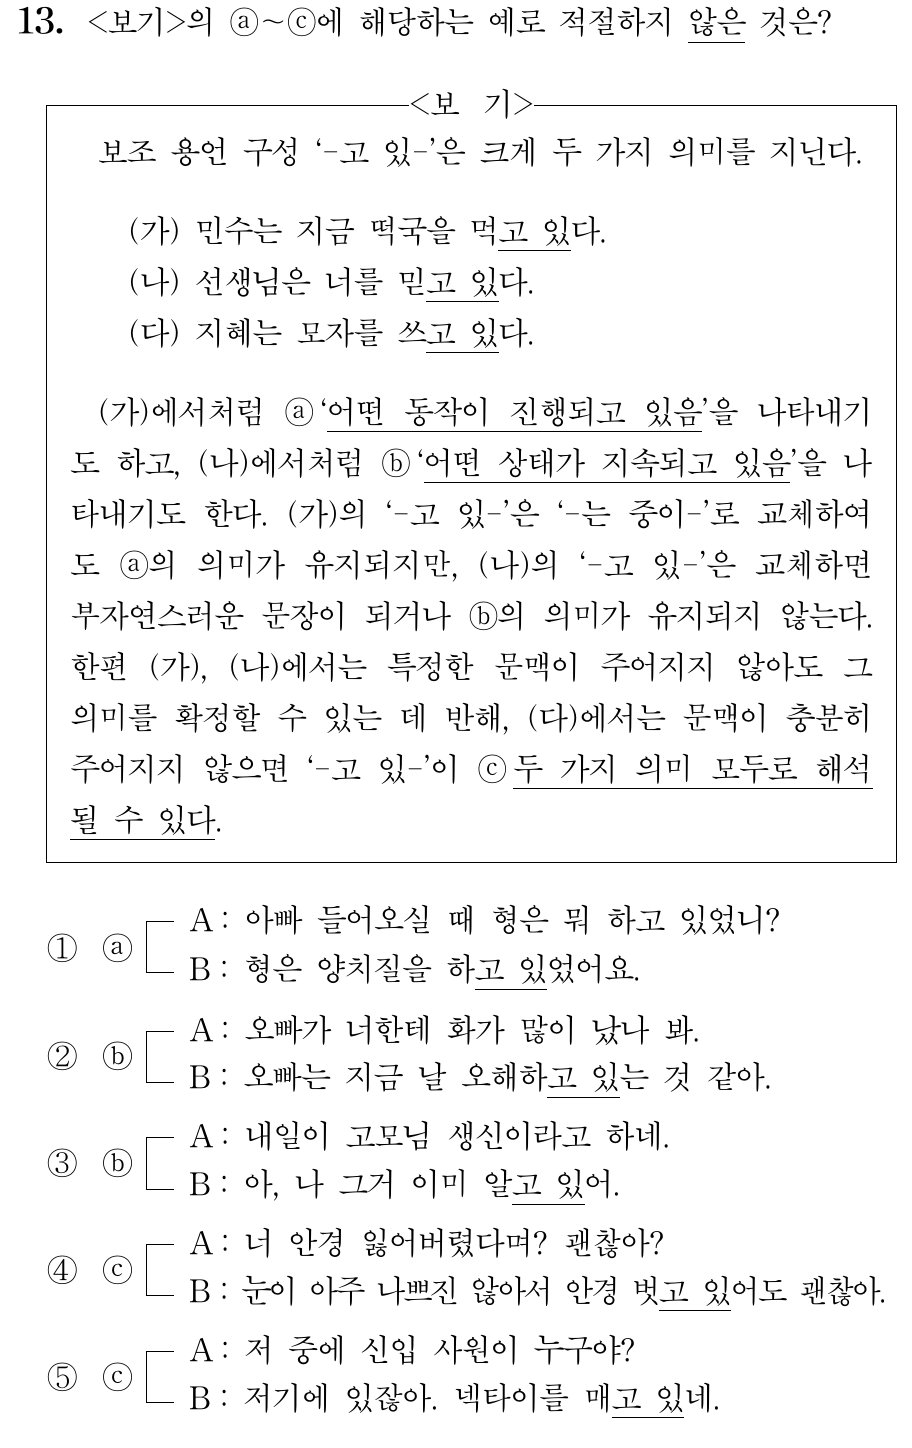 13. <보기>의 ⓐ~ⓒ에 해당하는 예로 적절하지 않은 것은?
<보 기>
보조 용언 구성 ‘-고 있-’은 크게 두 가지 의미를 지닌다.
(가) 민수는 지금 떡국을 먹고 있다.
(나) 선생님은 너를 믿고 있다.
(다) 지혜는 모자를 쓰고 있다.
(가)에서처럼 ⓐ‘어떤 동작이 진행되고 있음’을 나타내기
도 하고, (나)에서처럼 ⓑ‘어떤 상태가 지속되고 있음’을 나
타내기도 한다. (가)의 ‘-고 있-’은 ‘-는 중이-’로 교체하여
도 ⓐ의 의미가 유지되지만, (나)의 ‘-고 있-’은 교체하면
부자연스러운 문장이 되거나 ⓑ의 의미가 유지되지 않는다.
한편 (가), (나)에서는 특정한 문맥이 주어지지 않아도 그
의미를 확정할 수 있는 데 반해, (다)에서는 문맥이 충분히
주어지지 않으면 ‘-고 있-’이 ⓒ두 가지 의미 모두로 해석
될 수 있다.
① ⓐ A : 아빠 들어오실 때 형은 뭐 하고 있었니?
B : 형은 양치질을 하고 있었어요.
② ⓑ A : 오빠가 너한테 화가 많이 났나 봐.
B : 오빠는 지금 날 오해하고 있는 것 같아.
③ ⓑ A : 내일이 고모님 생신이라고 하네.
B : 아, 나 그거 이미 알고 있어.
④ ⓒ A : 너 안경 잃어버렸다며? 괜찮아?
B : 눈이 아주 나쁘진 않아서 안경 벗고 있어도 괜찮아.
⑤ ⓒ A : 저 중에 신입 사원이 누구야?
B : 저기에 있잖아. 넥타이를 매고 있네.